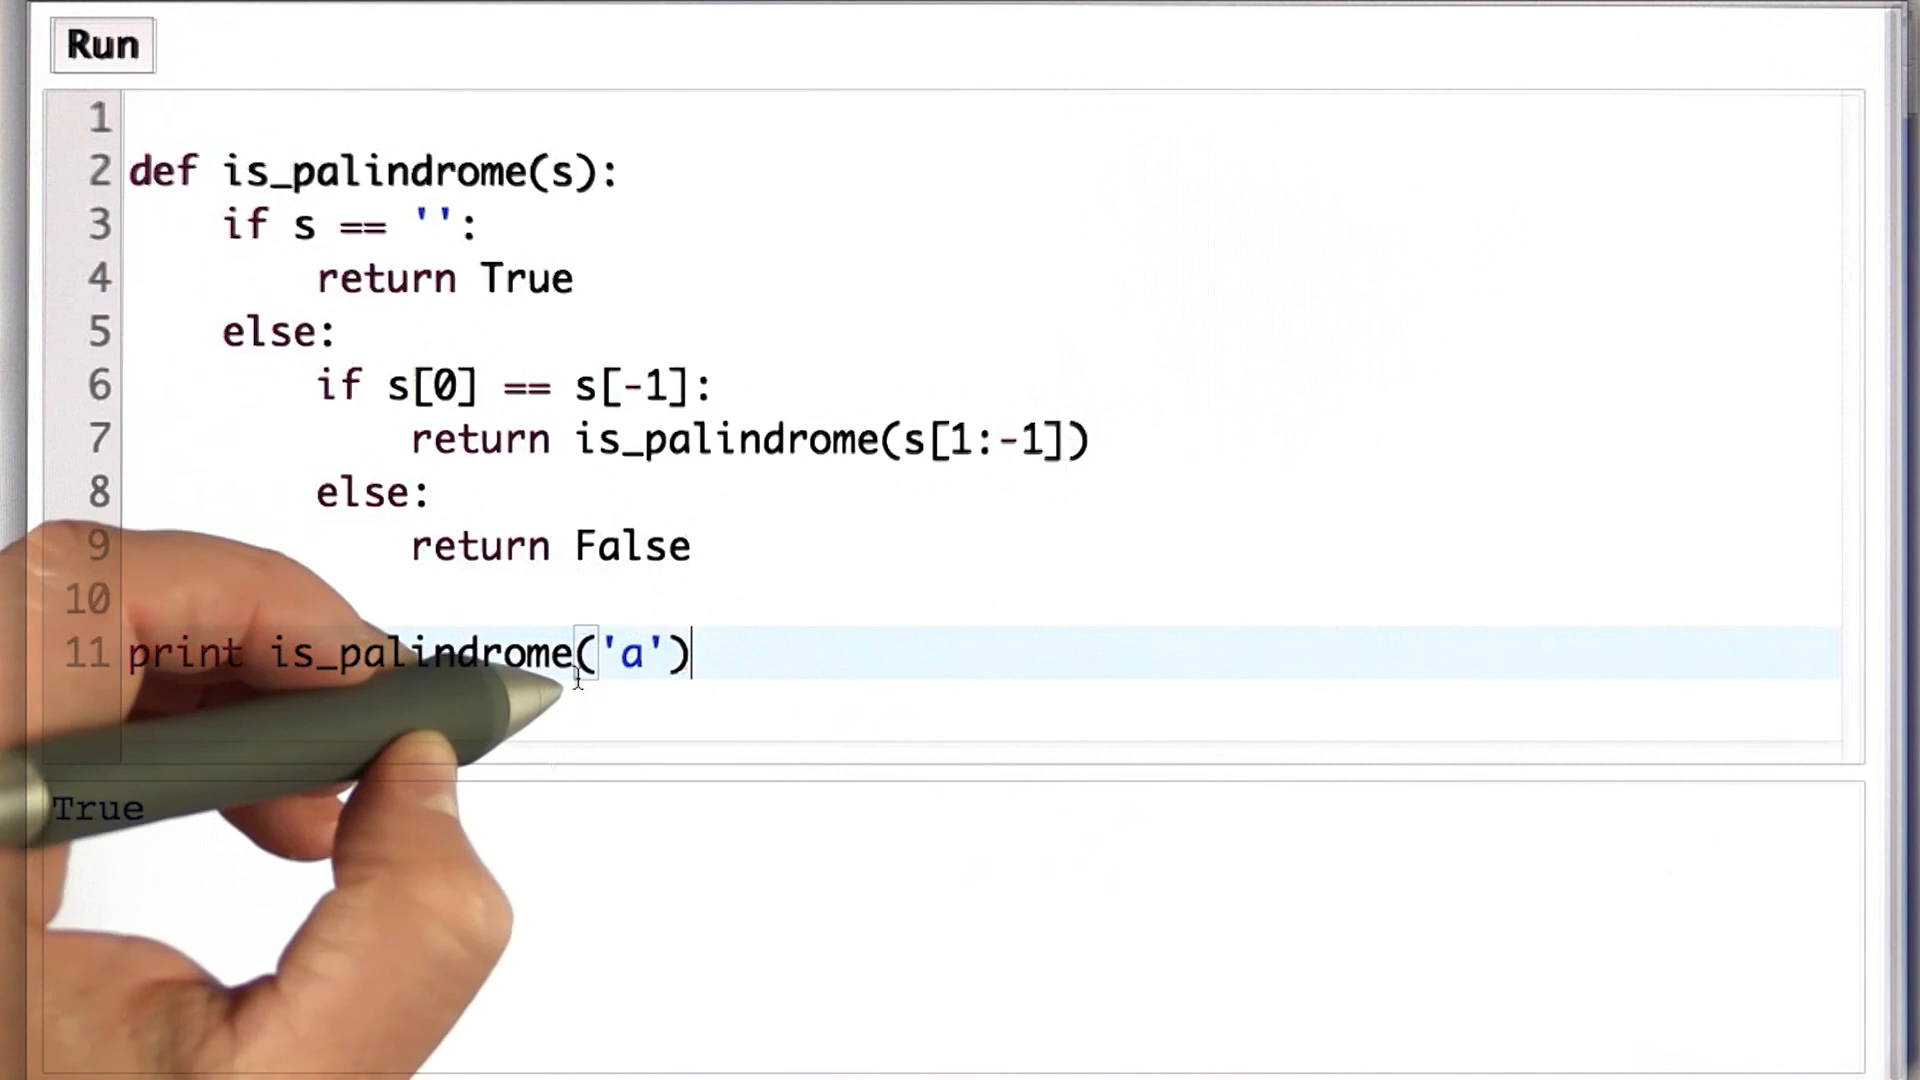 Run
1
2 def is_palindrome(s):
3 if s == '':
4 return True
5 else:
6 if s[0] == s[-1]:
7 return is_palindrome(s[1:-1])
8 else:
9 return False
10
11 print is_palindrome('a')
True